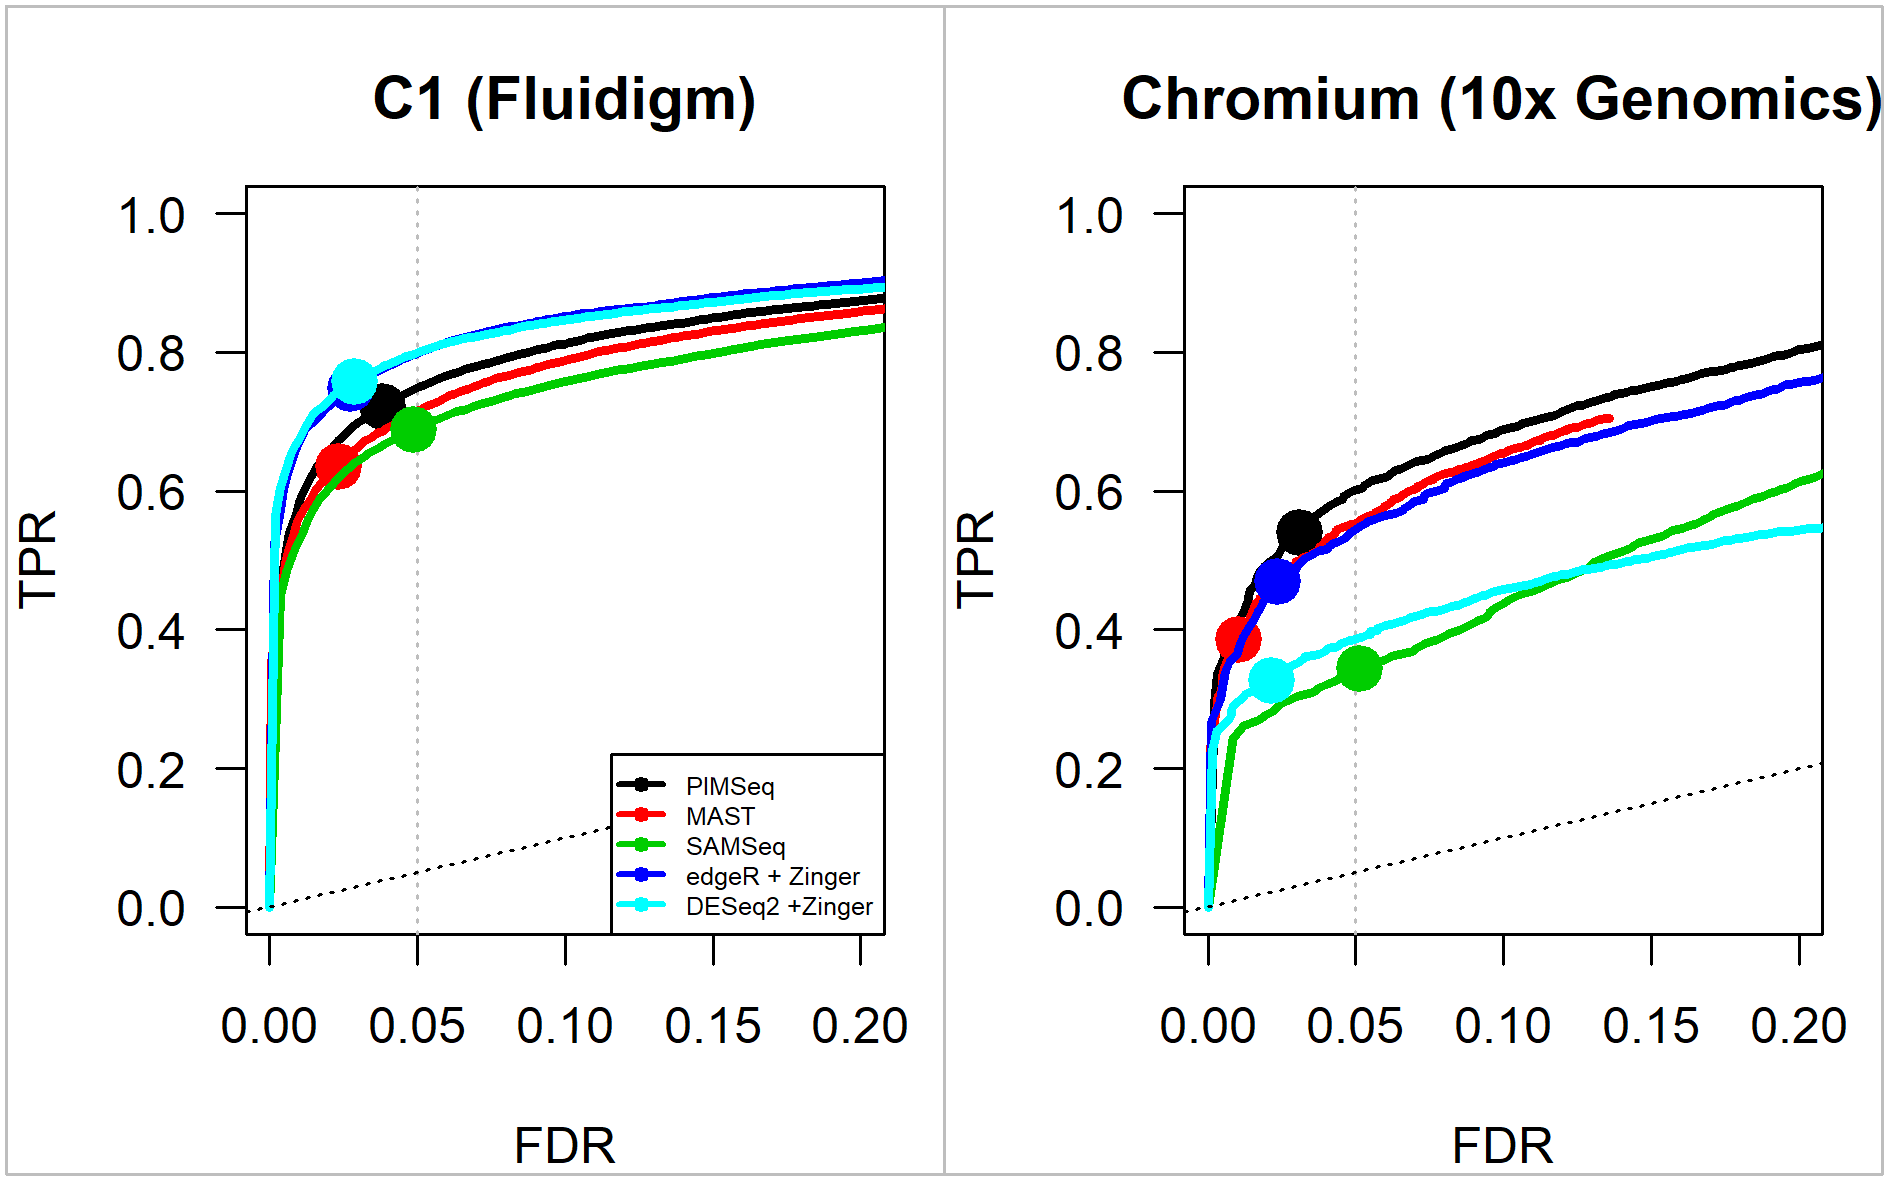 C1 (Fluidigm)
TPR
1.0
0.8
0.6
0.4
0.2
0.0
PIMSeq
MAST
SAMSeq
edgeR + Zinger
DESeq2 +Zinger
0.00 0.05 0.10 0.15 0.20
FDR
Chromium (10x Genomics)
TPR
1.0
0.8
0.6
0.4
0.2
0.0
0.00 0.05 0.10 0.15 0.20
FDR